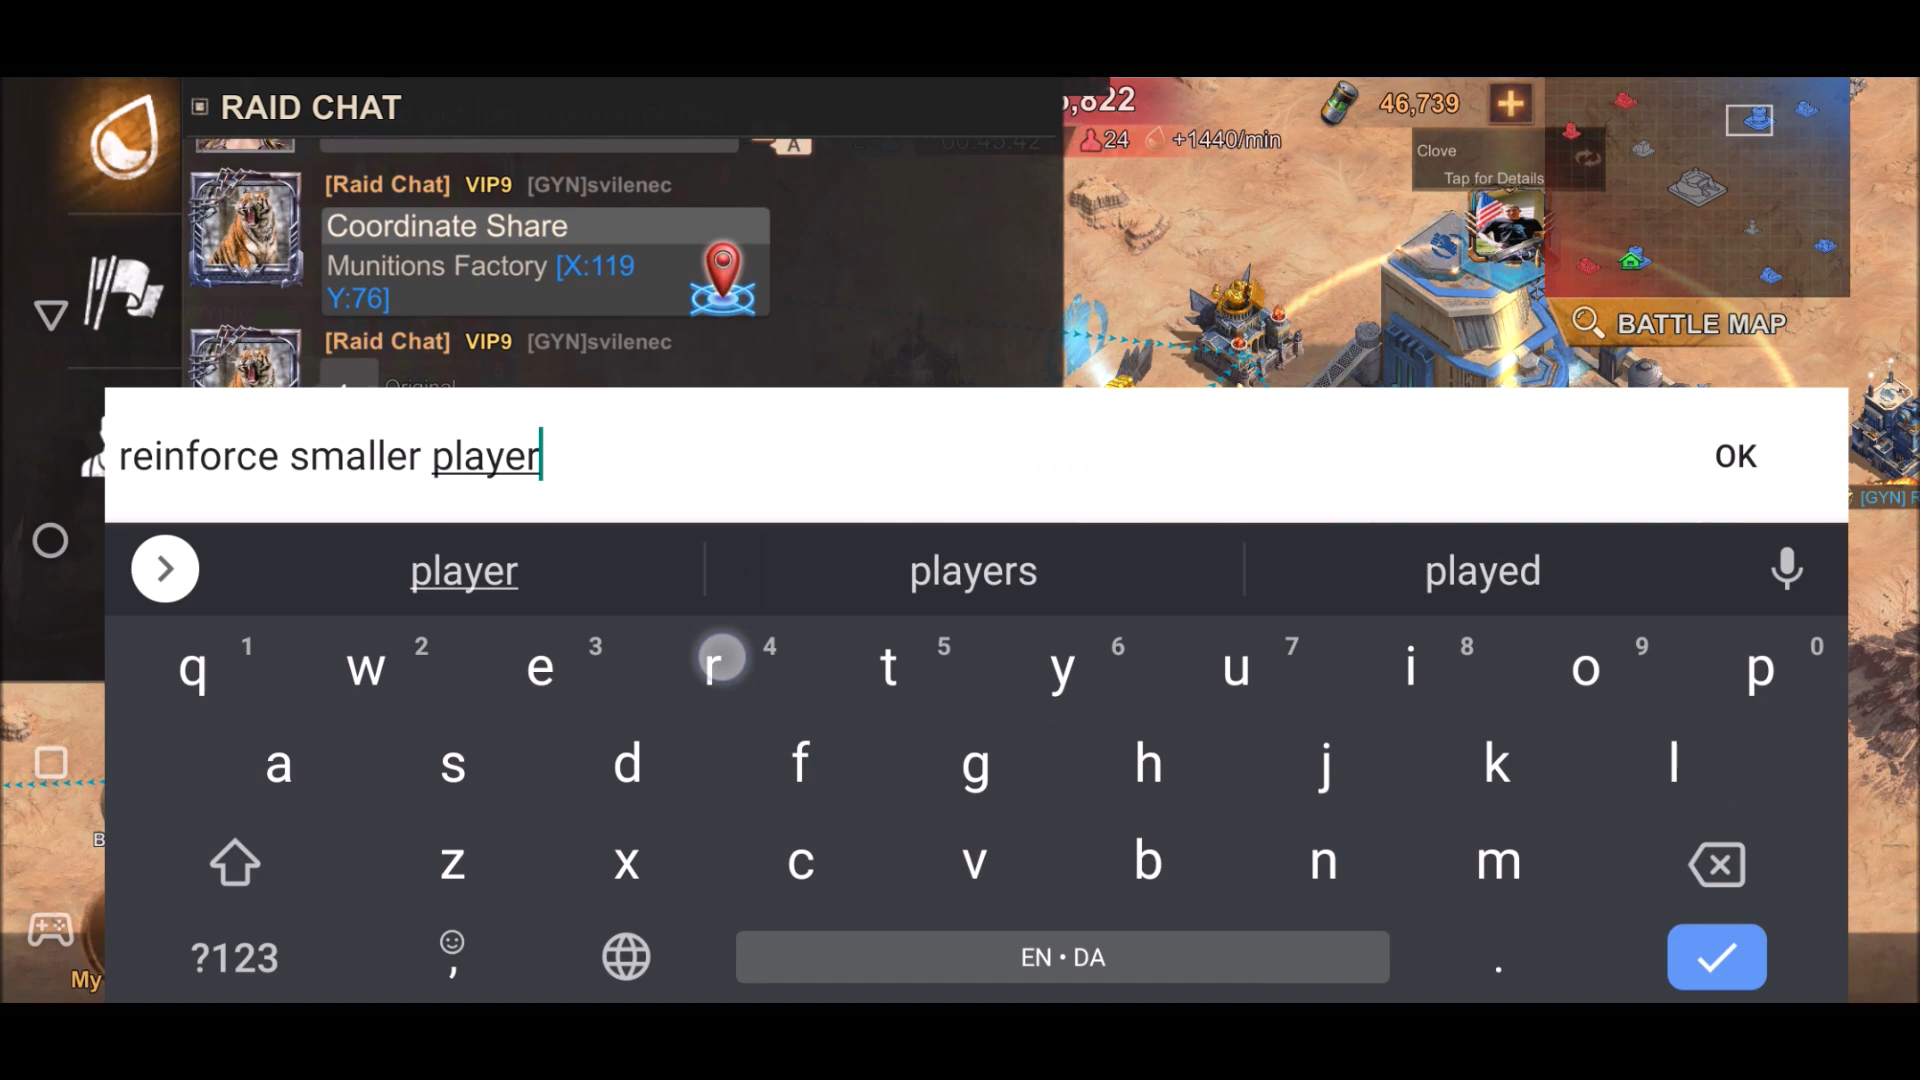 RAID CHAT
A
[Raid Chat] VIP9 [GYN]svilenec
Coordinate Share
Munitions Factory [X:119
Y:76]
[Raid Chat] VIP9 [GYN]svilenec
Original
,822
24 +1440/min
46,739
Clove
Tap for Details
BATTLE MAP
[GYN]
reinforce smaller player
OK
player players played
q 1 w 2 e 3 r 4 t 5 y 6 u 7 i 8 o 9 p 0
a s d f g h j k l
z x c v b n m
?123 , EN • DA .
My